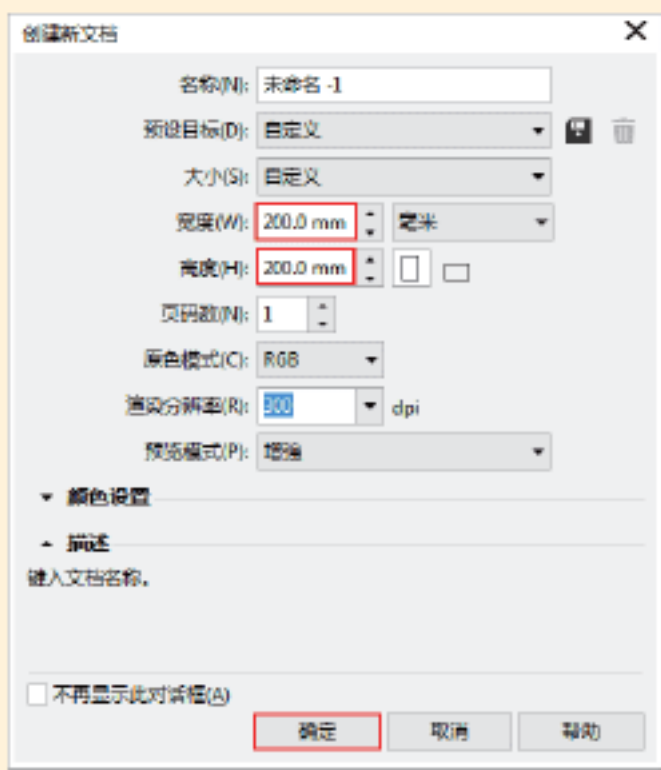 创建新文档
名称(N): 未命名 -1
预设目标(D): 自定义
大小(S): 自定义
宽度(W): 200.0 mm 毫米
高度(H): 200.0 mm
页码数(N): 1
原色模式(C): RGB
渲染分辨率(R): 300 dpi
预览模式(P): 增强
颜色设置
描述
键入文档名称。
不再显示此对话框(A)
确定 取消 帮助